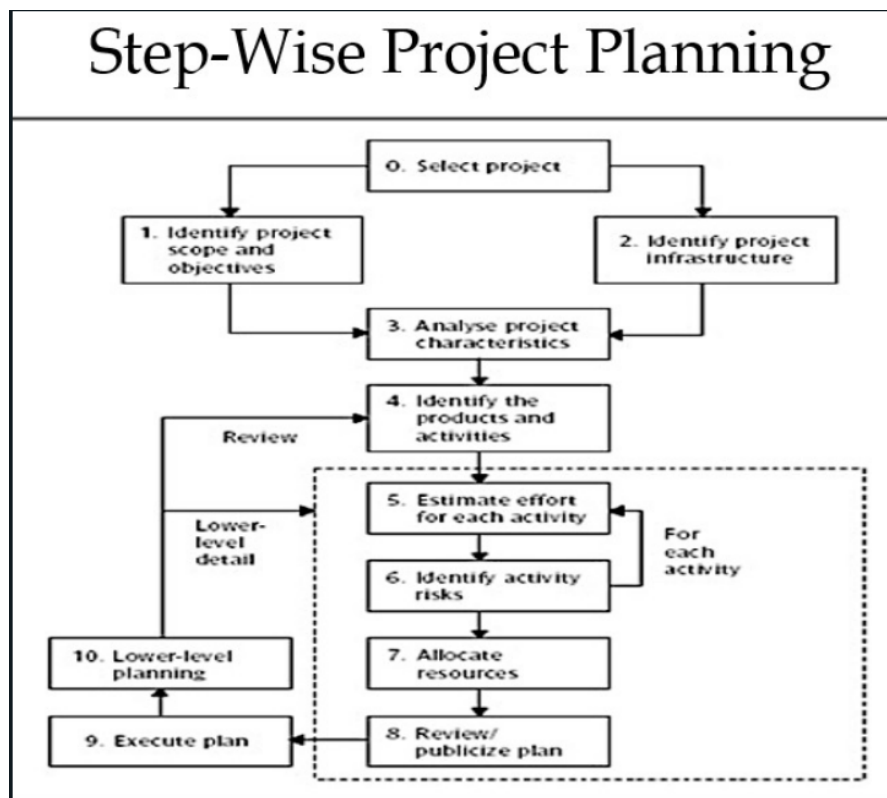 Step-Wise Project Planning
0. Select project
1. Identify project
scope and
objectives
2. Identify project
infrastructure
3. Analyse project
characteristics
4. Identify the
products and
activities
Review
5. Estimate effort
for each activity
Lower-
level
detail
For
each
activity
6. Identify activity
risks
10. Lower-level
planning
7. Allocate
resources
9. Execute plan
8. Review/
publicize plan